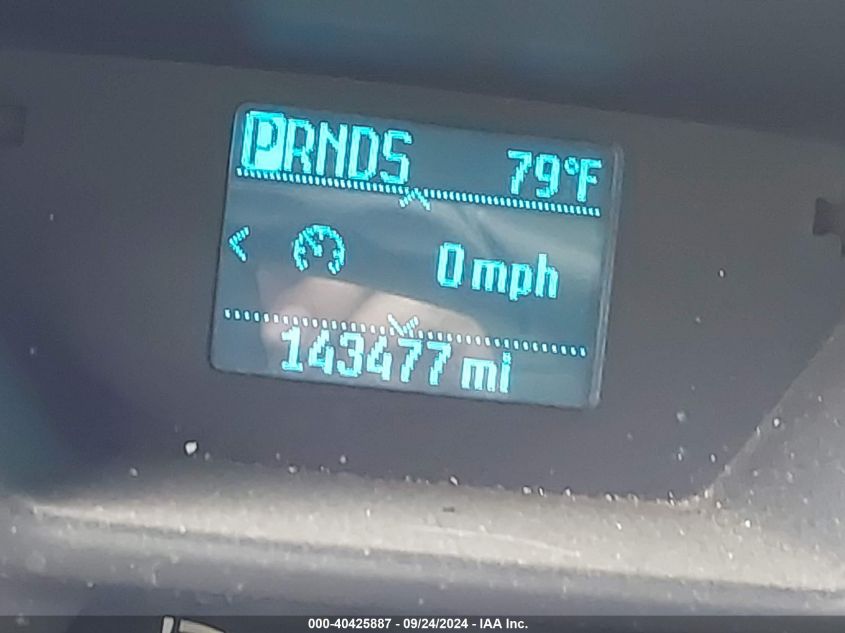 PRNDS 79°F
< 0 mph
143477 mi
000-40425887 - 09/24/2024 - IAA Inc.